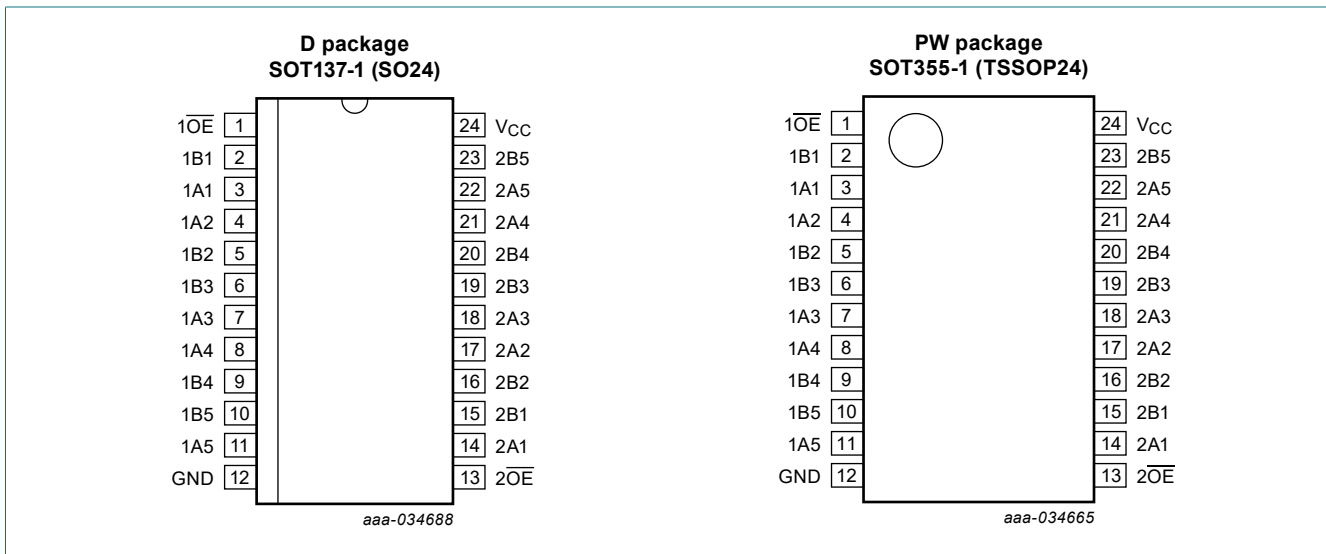 D package
SOT137-1 (SO24)
1O̅E̅ 1 24 VCC
1B1 2 23 2B5
1A1 3 22 2A5
1A2 4 21 2A4
1B2 5 20 2B4
1B3 6 19 2B3
1A3 7 18 2A3
1A4 8 17 2A2
1B4 9 16 2B2
1B5 10 15 2B1
1A5 11 14 2A1
GND 12 13 2O̅E̅
aaa-034688
PW package
SOT355-1 (TSSOP24)
1O̅E̅ 1 24 VCC
1B1 2 23 2B5
1A1 3 22 2A5
1A2 4 21 2A4
1B2 5 20 2B4
1B3 6 19 2B3
1A3 7 18 2A3
1A4 8 17 2A2
1B4 9 16 2B2
1B5 10 15 2B1
1A5 11 14 2A1
GND 12 13 2O̅E̅
aaa-034665